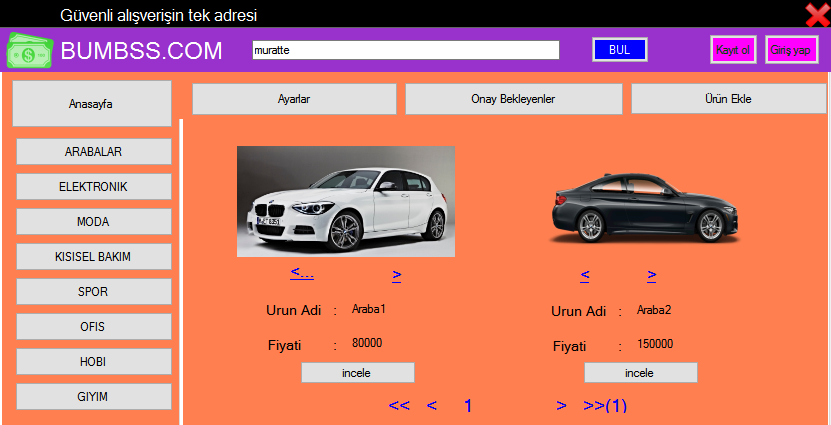 Güvenli alışverişin tek adresi
BUMBSS.COM muratte BUL Kayıt ol Giriş yap
Anasayfa Ayarlar Onay Bekleyenler Ürün Ekle
ARABALAR
ELEKTRONIK
MODA
KISISEL BAKIM
SPOR
OFIS
HOBI
GIYIM
<... > < >
Urun Adi : Araba1 Urun Adi : Araba2
Fiyati : 80000 Fiyati : 150000
incele incele
<< < 1 > >>(1)